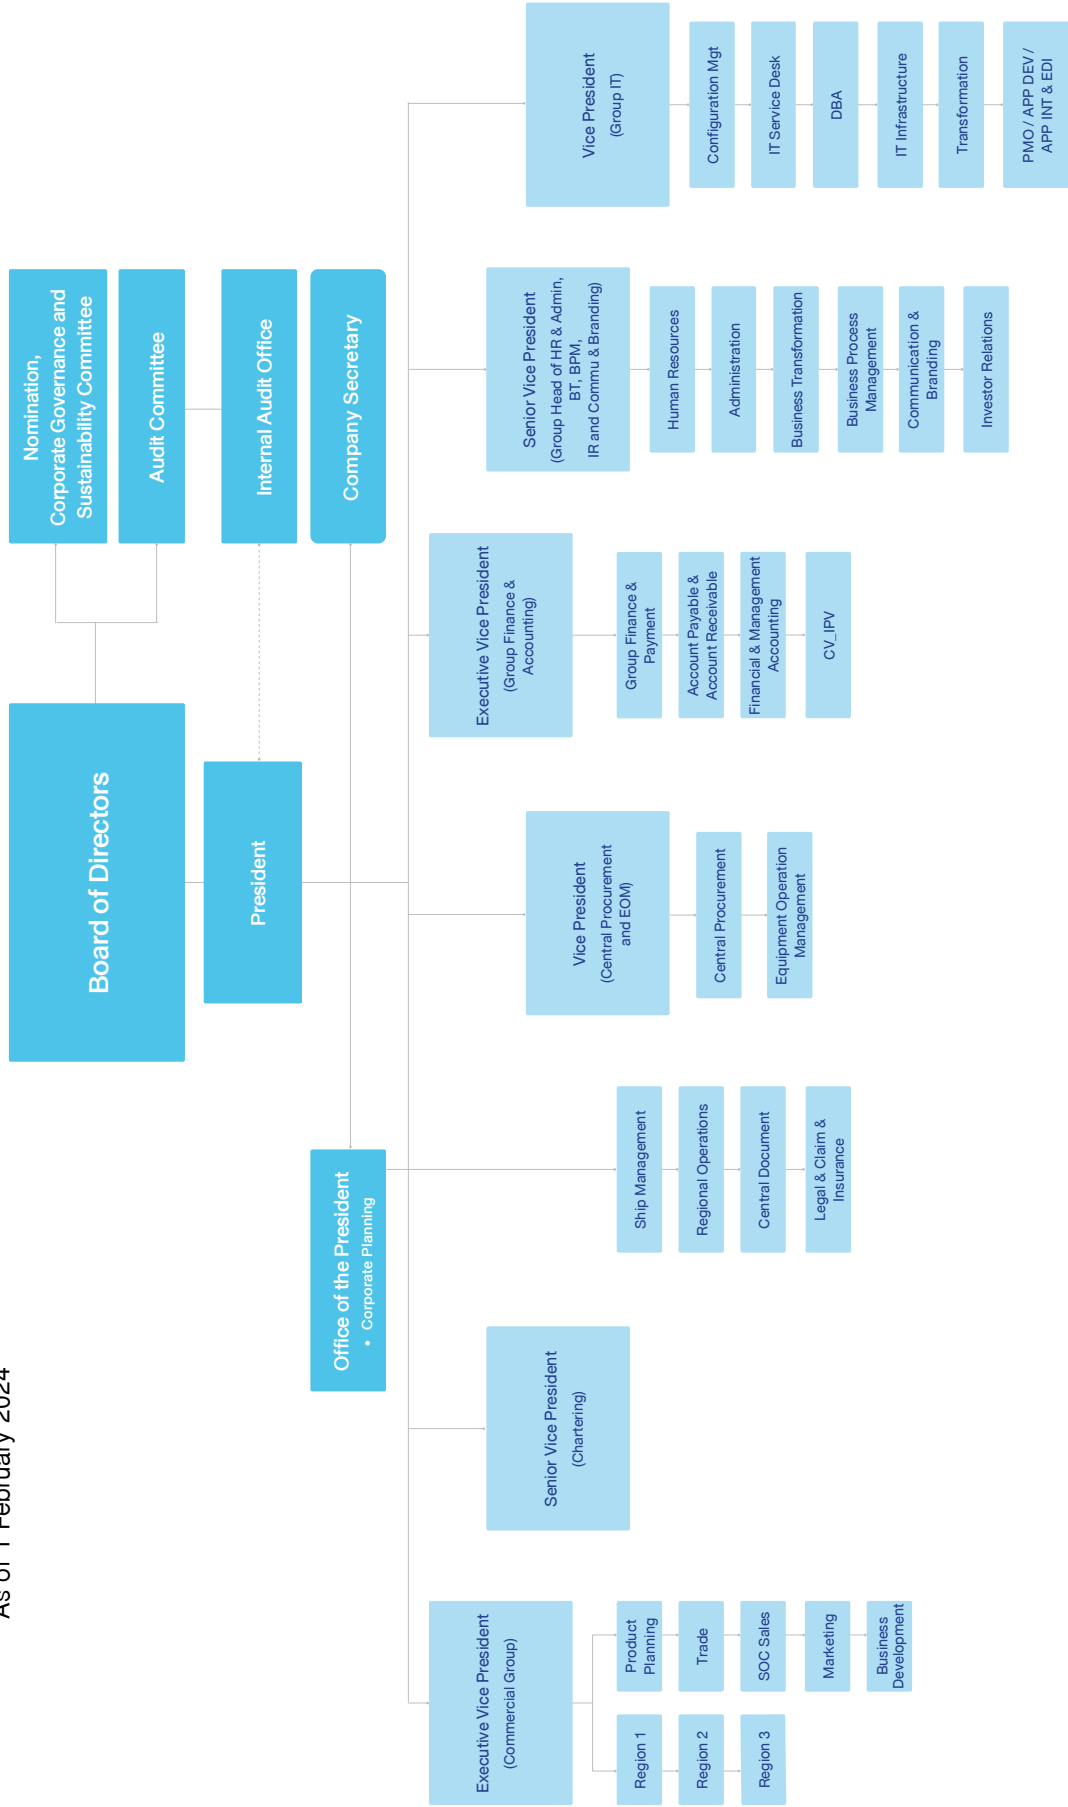 As of 1 February 2024
Board of Directors
Nomination,
Corporate Governance and
Sustainability Committee
Audit Committee
President
Internal Audit Office
Office of the President
• Corporate Planning
Company Secretary
Executive Vice President
(Commercial Group)
Region 1
Region 2
Region 3
Product
Planning
Trade
SOC Sales
Marketing
Business
Development
Senior Vice President
(Chartering)
Ship Management
Regional Operations
Central Document
Legal & Claim &
Insurance
Vice President
(Central Procurement
and EOM)
Central Procurement
Equipment Operation
Management
Executive Vice President
(Group Finance &
Accounting)
Group Finance &
Payment
Account Payable &
Account Receivable
Financial & Management
Accounting
CV_IPV
Senior Vice President
(Group Head of HR & Admin,
BT, BPM,
IR and Commu & Branding)
Human Resources
Administration
Business Transformation
Business Process
Management
Communication &
Branding
Investor Relations
Vice President
(Group IT)
Configuration Mgt
IT Service Desk
DBA
IT Infrastructure
Transformation
PMO / APP DEV /
APP INT & EDI